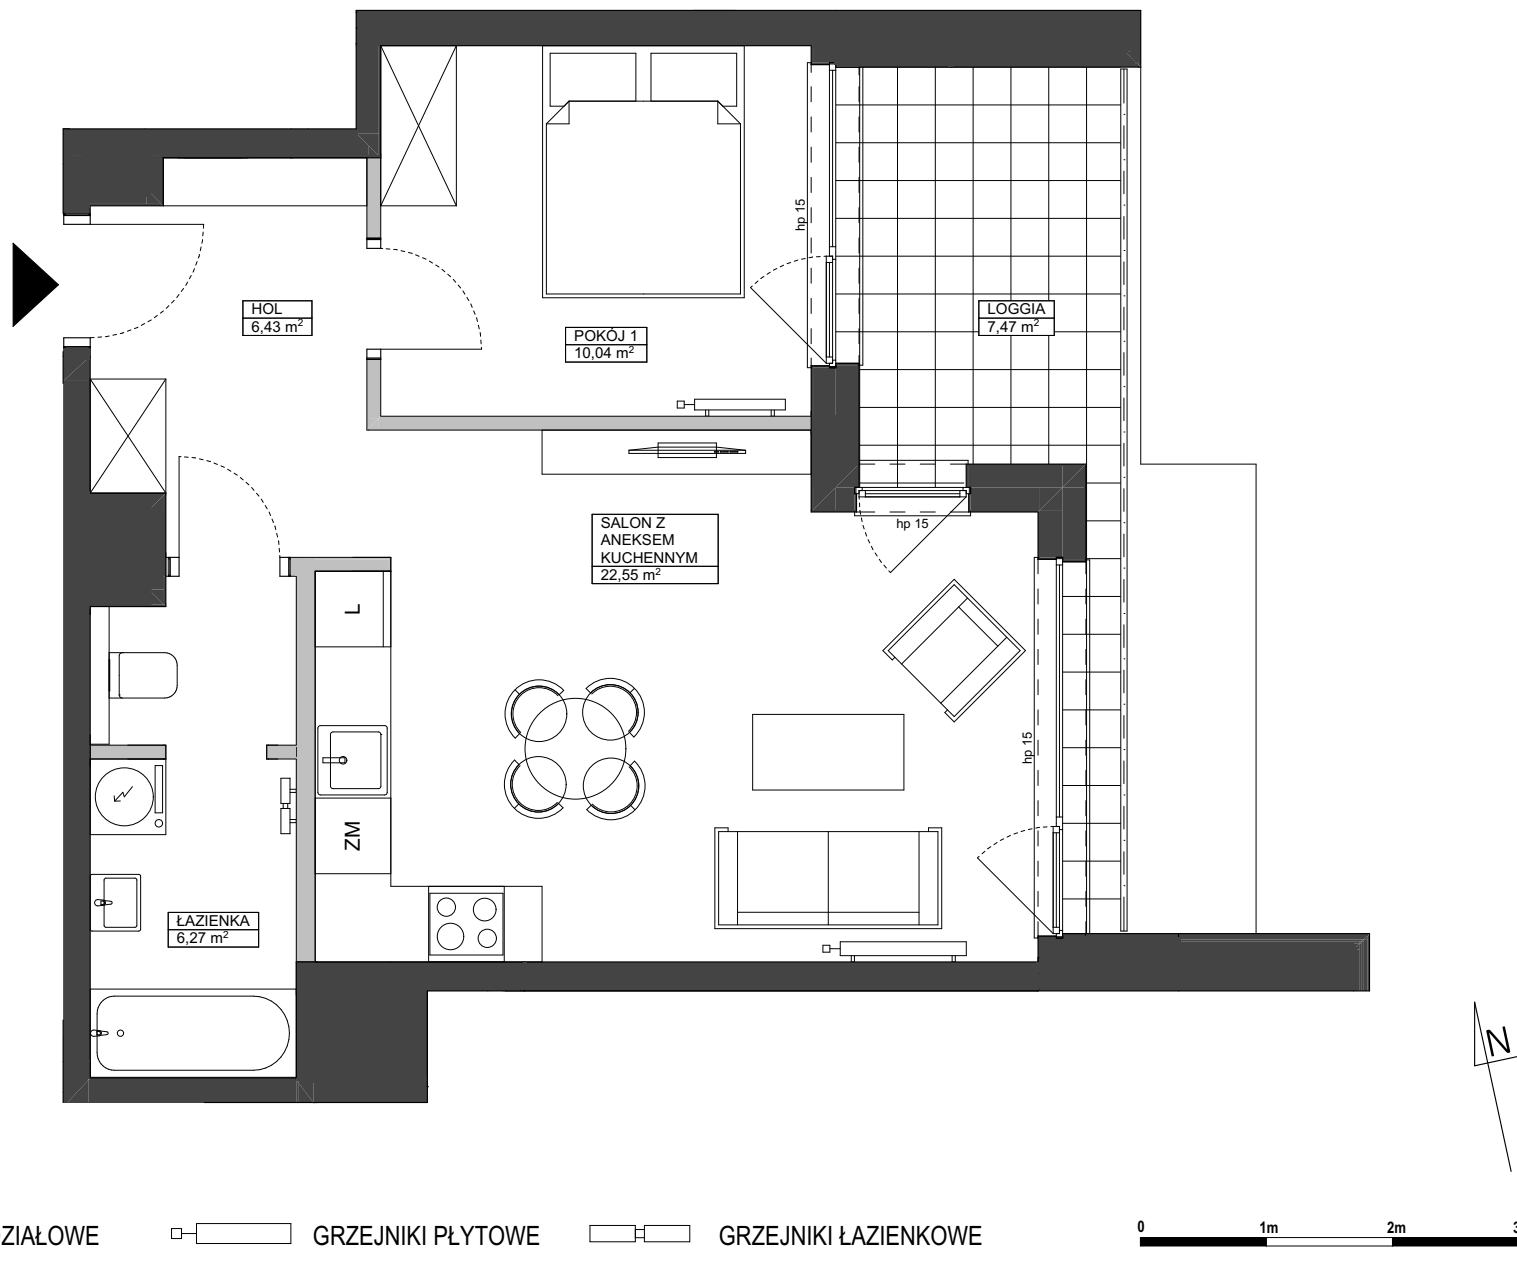 hp 15
HOL
6,43 m²
LOGGIA
7,47 m²
POKÓJ 1
10,04 m²
SALON Z
ANEKSEM
KUCHENNYM
22,55 m²
hp 15
L
hp 15
ZM
ŁAZIENKA
6,27 m²
N
ZIAŁOWE
GRZEJNIKI PŁYTOWE
GRZEJNIKI ŁAZIENKOWE
0 1m 2m 3